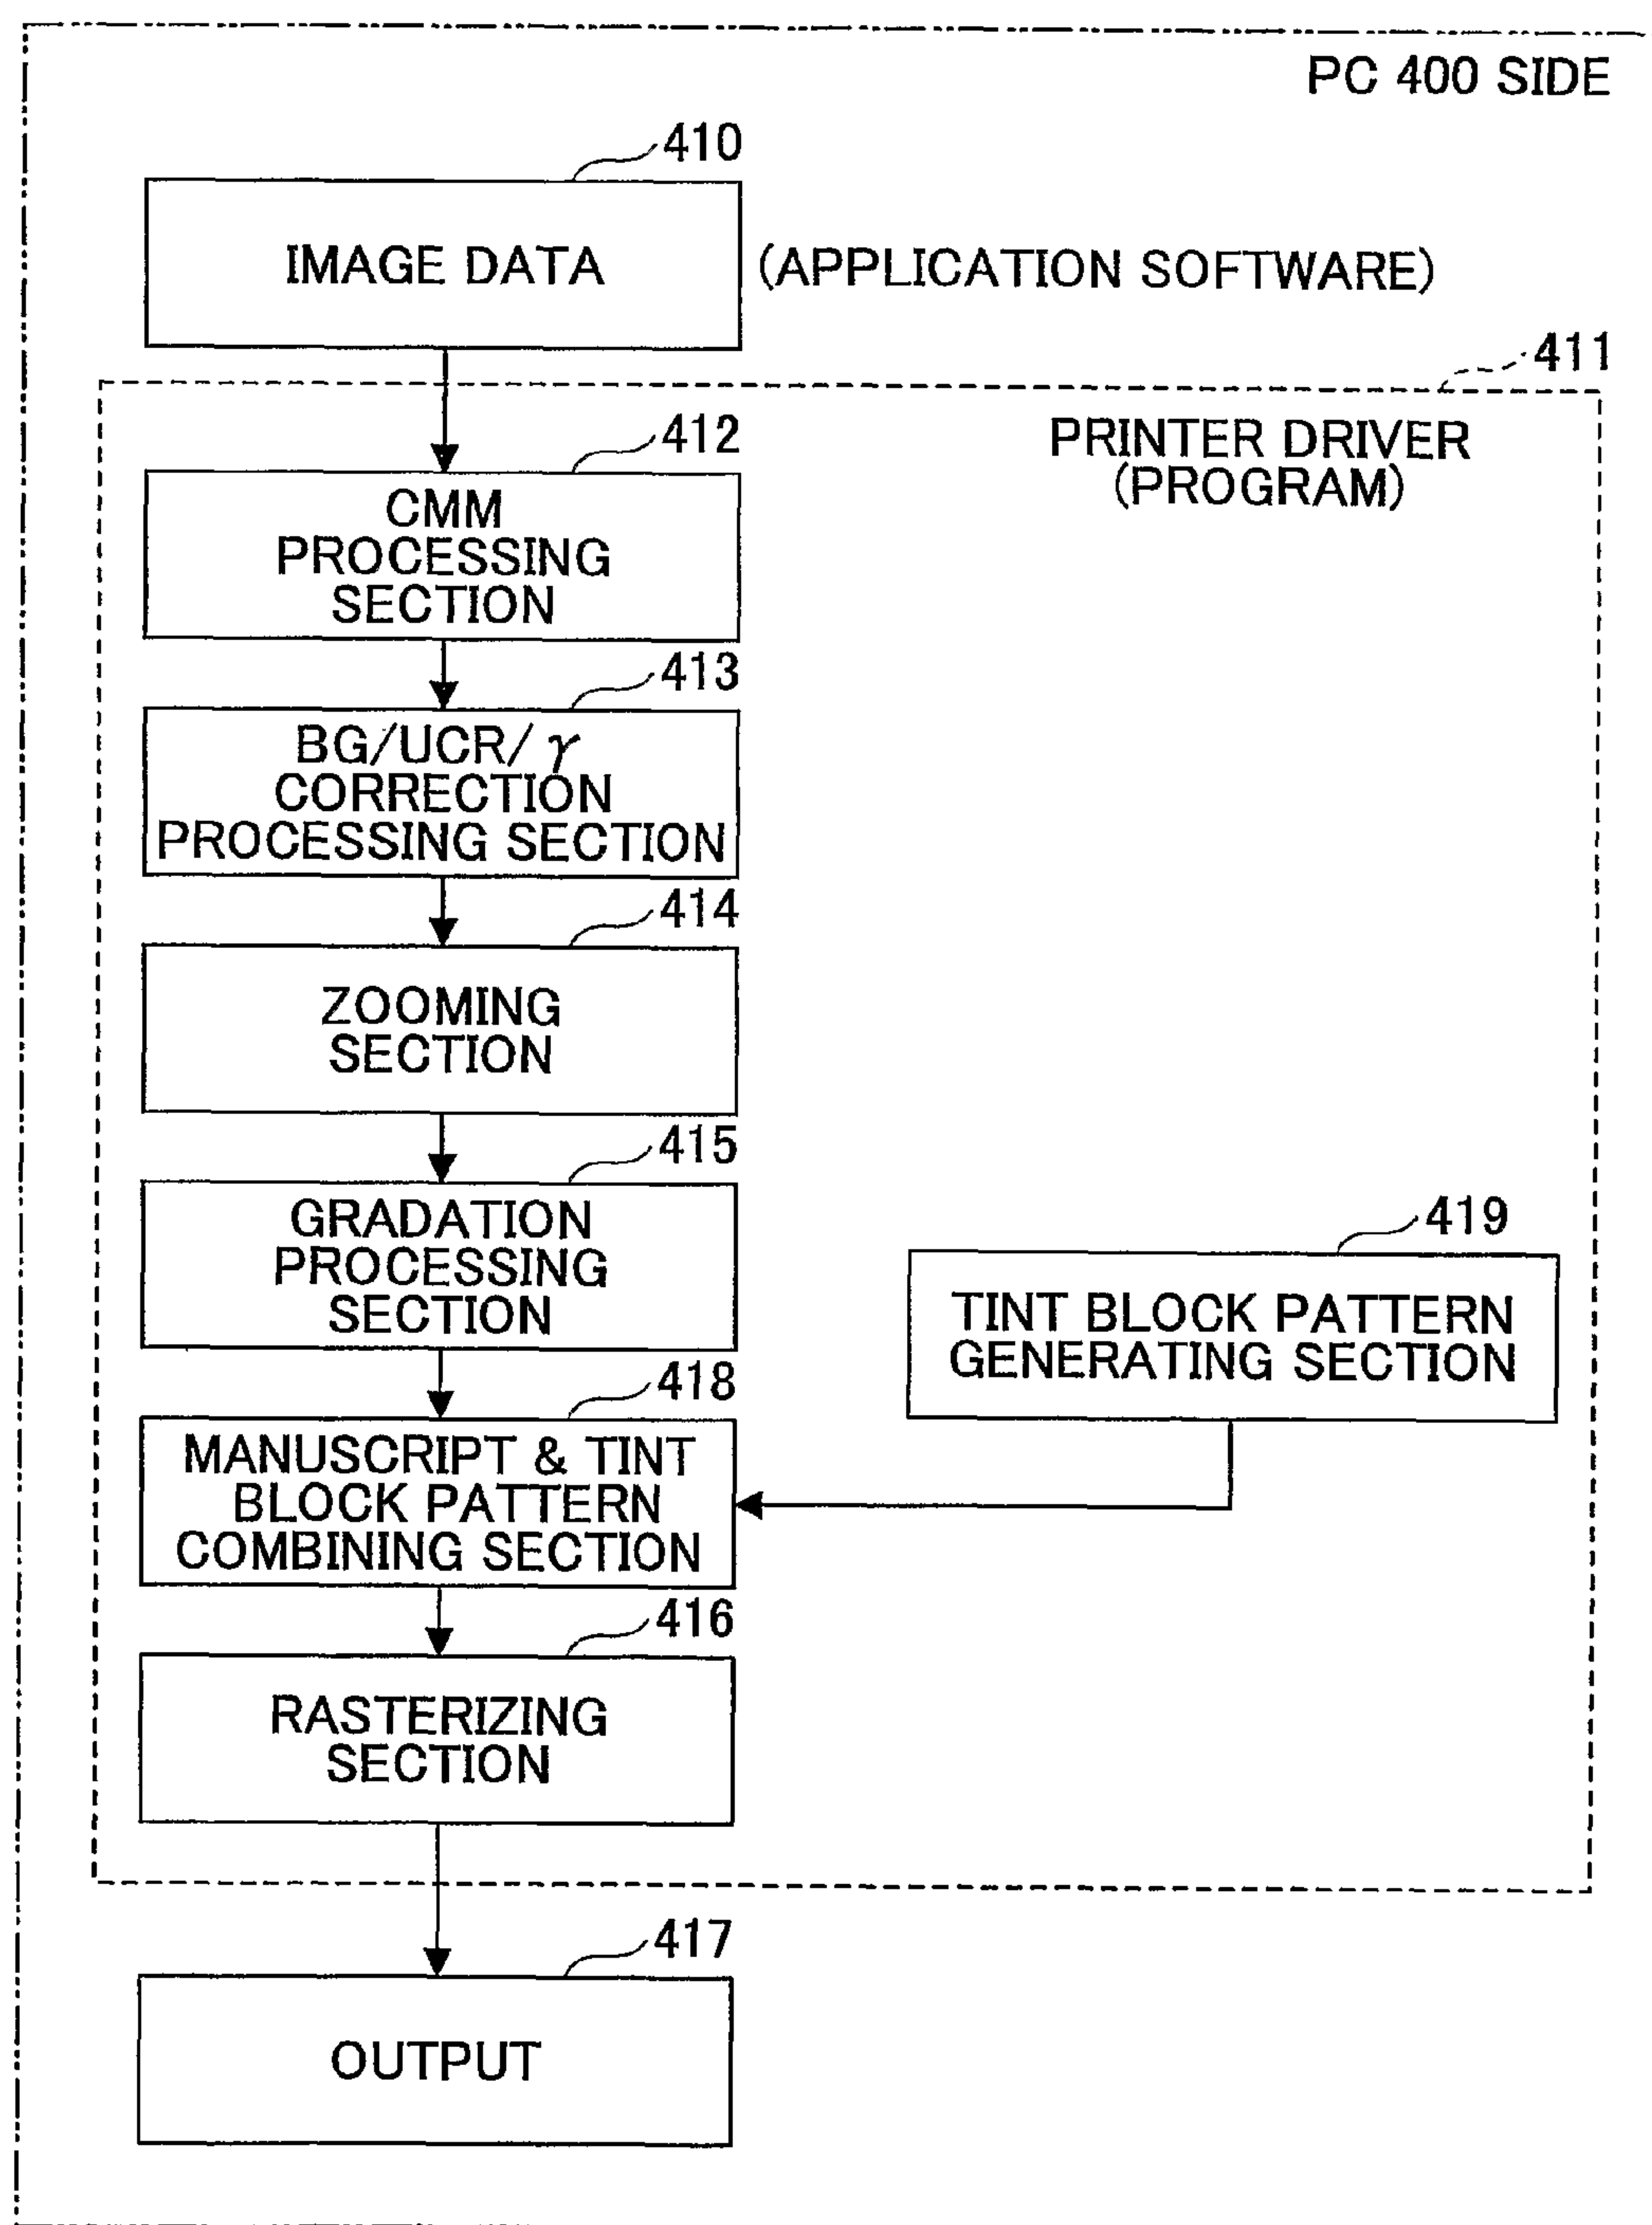 PC 400 SIDE
410
IMAGE DATA
(APPLICATION SOFTWARE)
411
PRINTER DRIVER
(PROGRAM)
412
CMM
PROCESSING
SECTION
413
BG/UCR/γ
CORRECTION
PROCESSING SECTION
414
ZOOMING
SECTION
415
GRADATION
PROCESSING
SECTION
419
TINT BLOCK PATTERN
GENERATING SECTION
418
MANUSCRIPT & TINT
BLOCK PATTERN
COMBINING SECTION
416
RASTERIZING
SECTION
417
OUTPUT